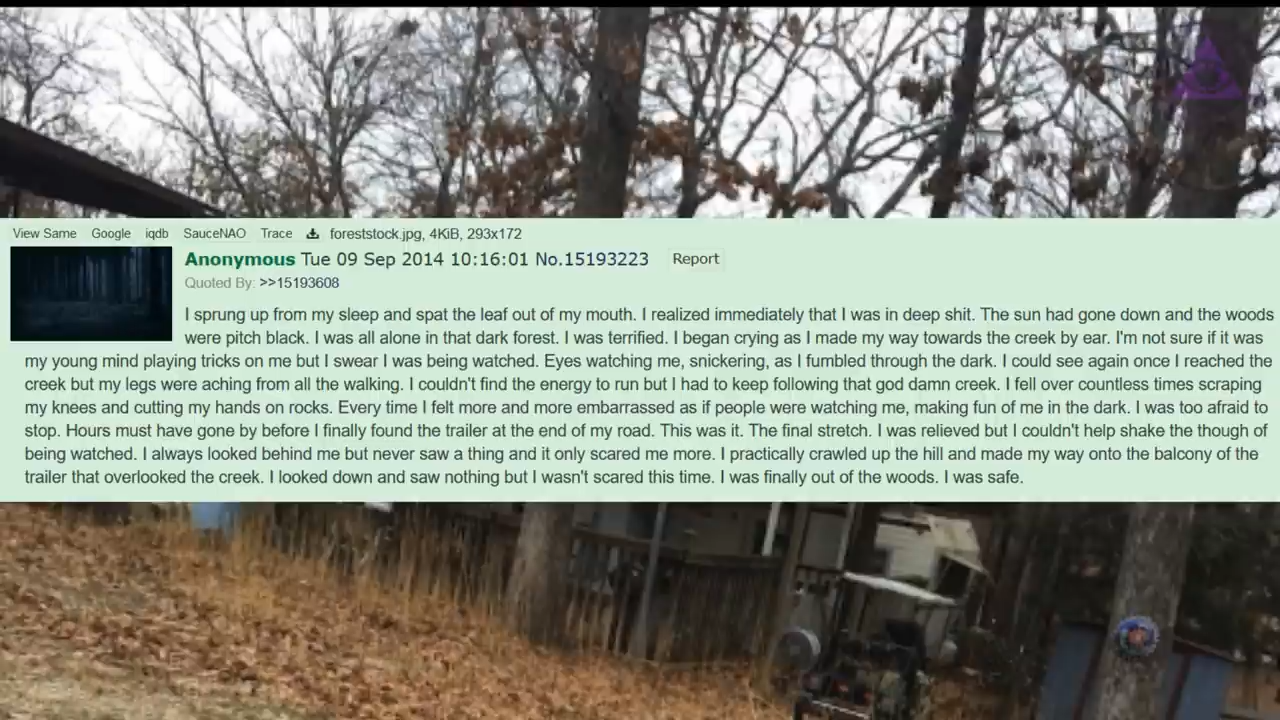 View Same Google iqdb SauceNAO Trace foreststock.jpg, 4KiB, 293x172
Anonymous Tue 09 Sep 2014 10:16:01 No.15193223 Report
Quoted By: >>15193608
I sprung up from my sleep and spat the leaf out of my mouth. I realized immediately that I was in deep shit. The sun had gone down and the woods
were pitch black. I was all alone in that dark forest. I was terrified. I began crying as I made my way towards the creek by ear. I'm not sure if it was
my young mind playing tricks on me but I swear I was being watched. Eyes watching me, snickering, as I fumbled through the dark. I could see again once I reached the
creek but my legs were aching from all the walking. I couldn't find the energy to run but I had to keep following that god damn creek. I fell over countless times scraping
my knees and cutting my hands on rocks. Every time I felt more and more embarrassed as if people were watching me, making fun of me in the dark. I was too afraid to
stop. Hours must have gone by before I finally found the trailer at the end of my road. This was it. The final stretch. I was relieved but I couldn't help shake the though of
being watched. I always looked behind me but never saw a thing and it only scared me more. I practically crawled up the hill and made my way onto the balcony of the
trailer that overlooked the creek. I looked down and saw nothing but I wasn't scared this time. I was finally out of the woods. I was safe.